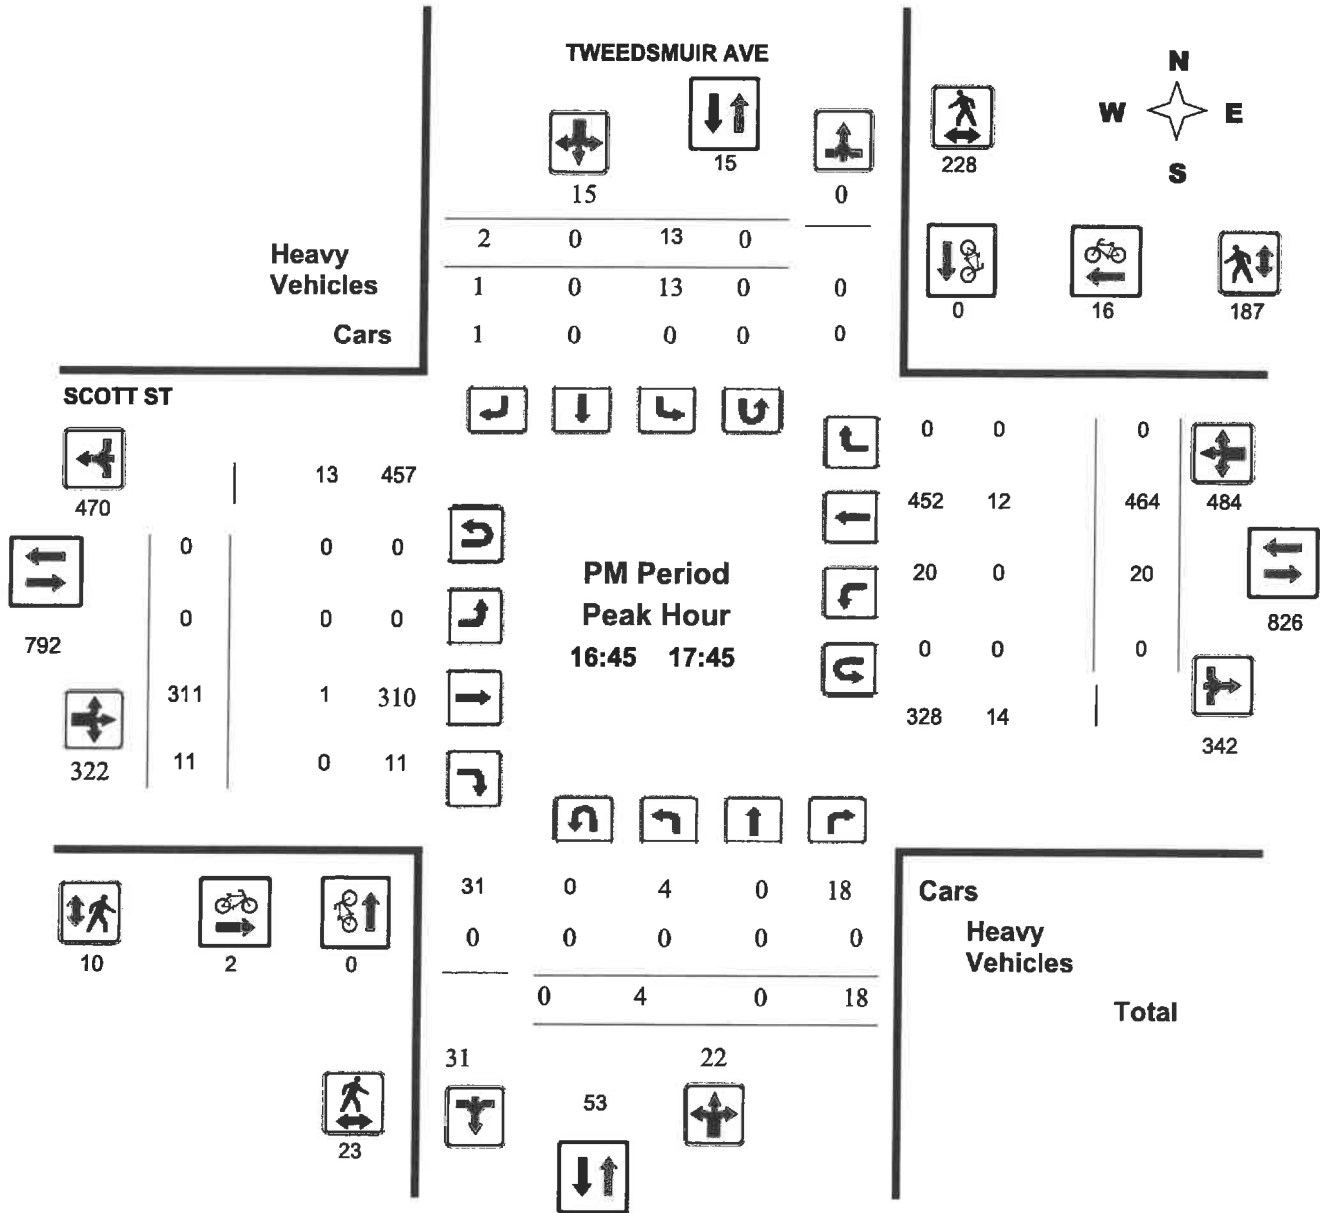 TWEEDSMUIR AVE
N
W E
S
15
228
15 0
2 0 13 0
Heavy
Vehicles
1 0 13 0 0
0 16 187
Cars
1 0 0 0 0
SCOTT ST
0 0 0
13 457
470
452 12 464 484
0 0 0
PM Period
20 0 20
Peak Hour
0 0 0
792
826
16:45 17:45
0 0 0
311 1 310
328 14
342
322
11 0 11
31 0 4 0 18
Cars
0 0 0 0 0
Heavy
Vehicles
10 2 0
0 4 0 18
Total
31 22
53
23